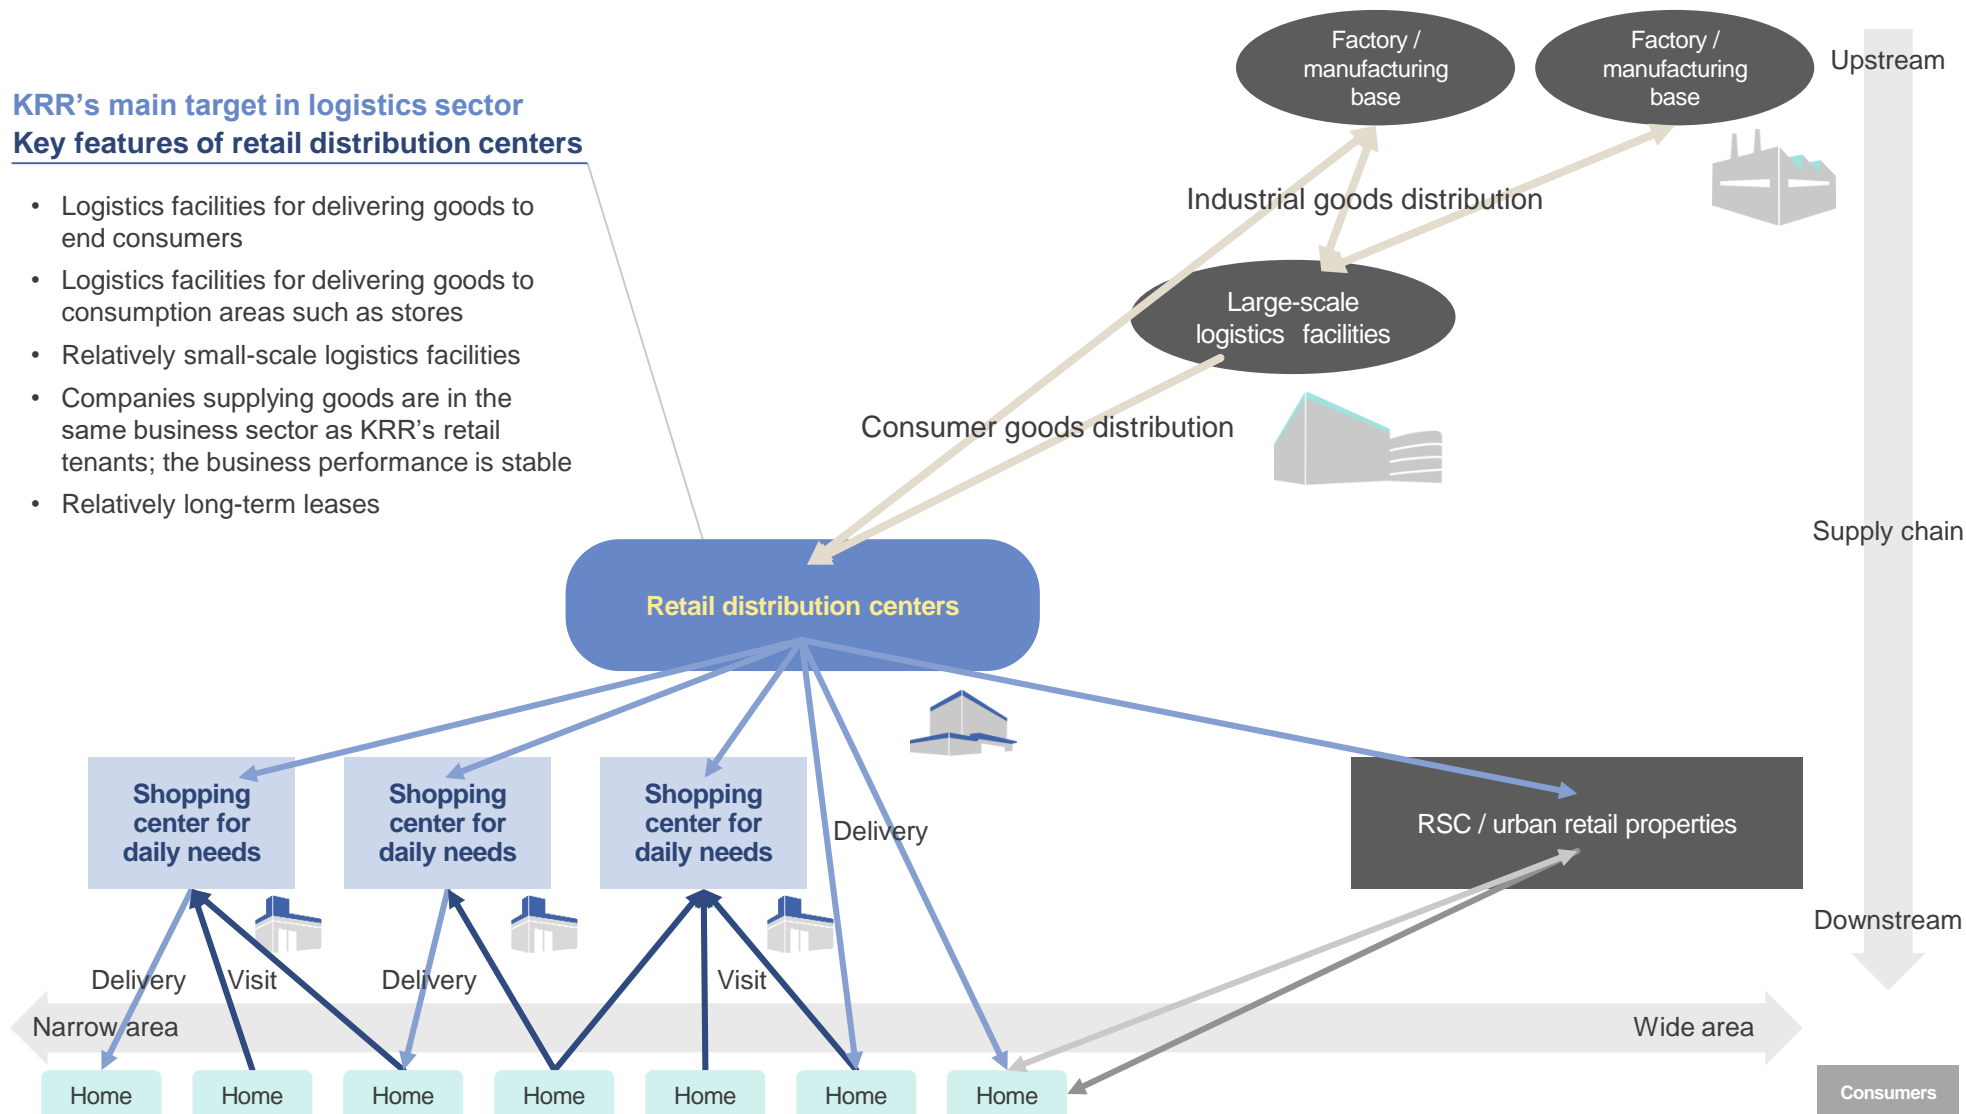 KRR’s main target in logistics sector
Key features of retail distribution centers
• Logistics facilities for delivering goods to
end consumers
• Logistics facilities for delivering goods to
consumption areas such as stores
• Relatively small-scale logistics facilities
• Companies supplying goods are in the
same business sector as KRR’s retail
tenants; the business performance is stable
• Relatively long-term leases
Factory /
manufacturing
base
Factory /
manufacturing
base
Upstream
Industrial goods distribution
Large-scale
logistics facilities
Consumer goods distribution
Supply chain
Retail distribution centers
Shopping
center for
daily needs
Shopping
center for
daily needs
Shopping
center for
daily needs
Delivery
RSC / urban retail properties
Downstream
Delivery
Visit
Delivery
Visit
Narrow area
Wide area
Home
Home
Home
Home
Home
Home
Home
Consumers